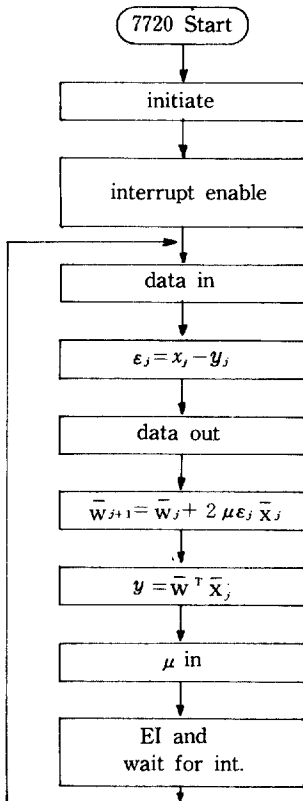 7720 Start
initiate
interrupt enable
data in
εⱼ = xⱼ − yⱼ
data out
w̄ⱼ₊₁ = w̄ⱼ + 2 μεⱼ x̄ⱼ
y = w̄ᵀ x̄ⱼ
μ in
EI and
wait for int.